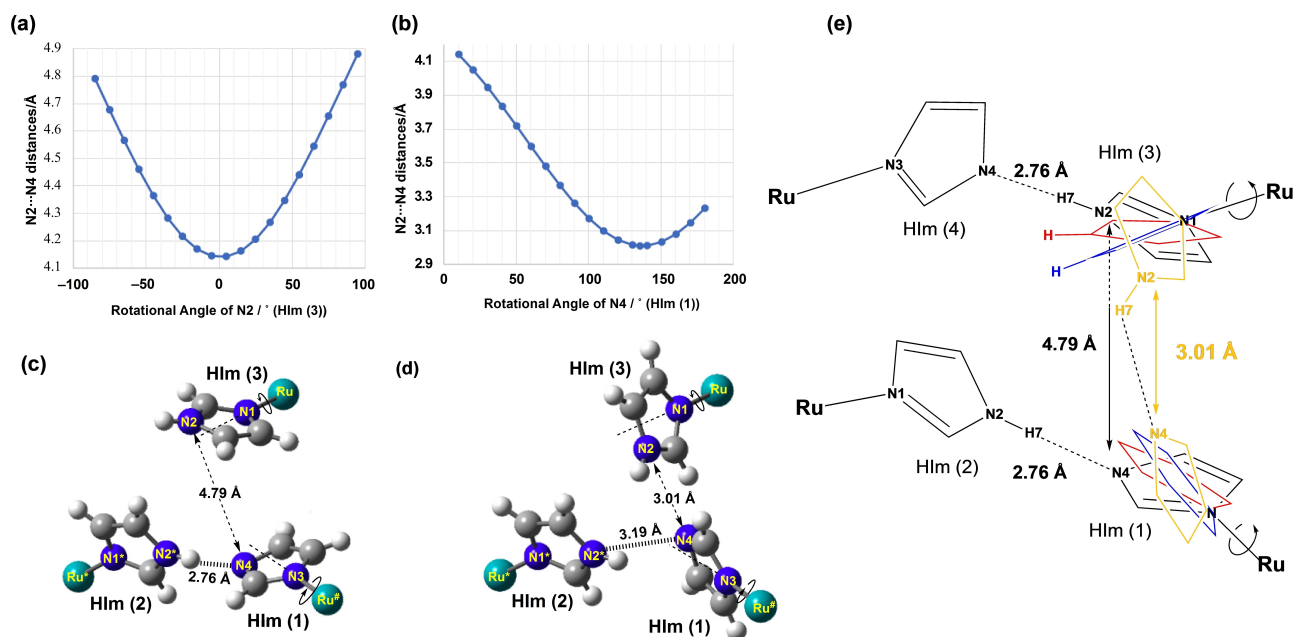 (a)
N2···N4 distances/Å
4.9
4.8
4.7
4.6
4.5
4.4
4.3
4.2
4.1
−100
−50
0
50
100
Rotational Angle of N2 / ° (HIm (3))
(b)
N2···N4 distances/Å
4.1
3.9
3.7
3.5
3.3
3.1
2.9
0
50
100
150
200
Rotational Angle of N4 / ° (HIm (1))
(c)
HIm (3)
Ru
N1
N2
4.79 Å
N1*
N2*
N4
N3
2.76 Å
Ru*
Ru#
HIm (2)
HIm (1)
(d)
HIm (3)
Ru
N1
N2
3.01 Å
3.19 Å
N4
N1*
N2*
N3
Ru*
Ru#
HIm (2)
HIm (1)
(e)
HIm (3)
N3
N4
2.76 Å
Ru
Ru
H7
N2
N1
HIm (4)
H
H
N2
H7
4.79 Å
3.01 Å
N1
Ru
N2
H7
N4
HIm (2)
2.76 Å
N4
N
HIm (1)
Ru